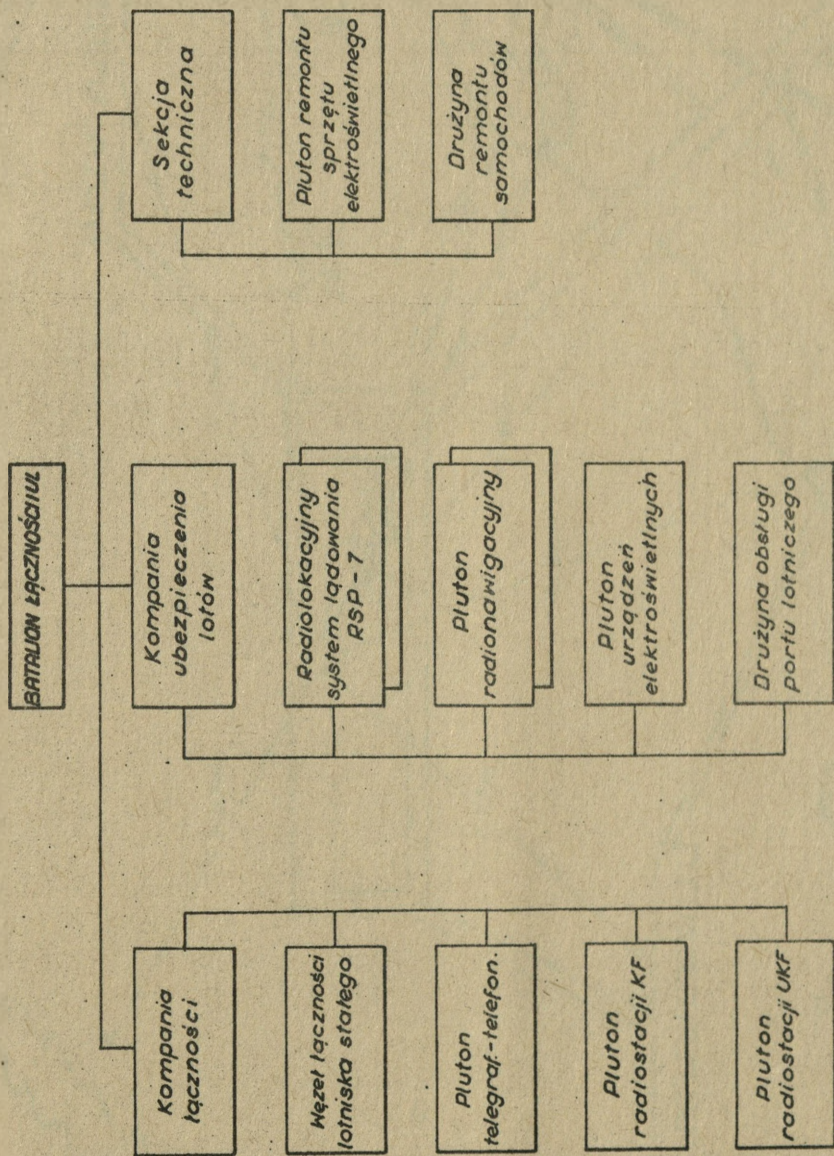 BATALION ŁĄCZNOŚCI I UL
Kompania
łączności
Węzeł łączności
lotniska stałego
Pluton
telegraf.-telefon.
Pluton
radiostacji KF
Pluton
radiostacji UKF
Kompania
ubezpieczenia
lotów
Radiolokacyjny
system lądowania
RSP-7
Pluton
radionawigacyjny
Pluton
urządzeń
elektroświetlnych
Drużyna obsługi
portu lotniczego
Sekcja
techniczna
Pluton remontu
sprzętu
elektroświetlnego
Drużyna
remontu
samochodów